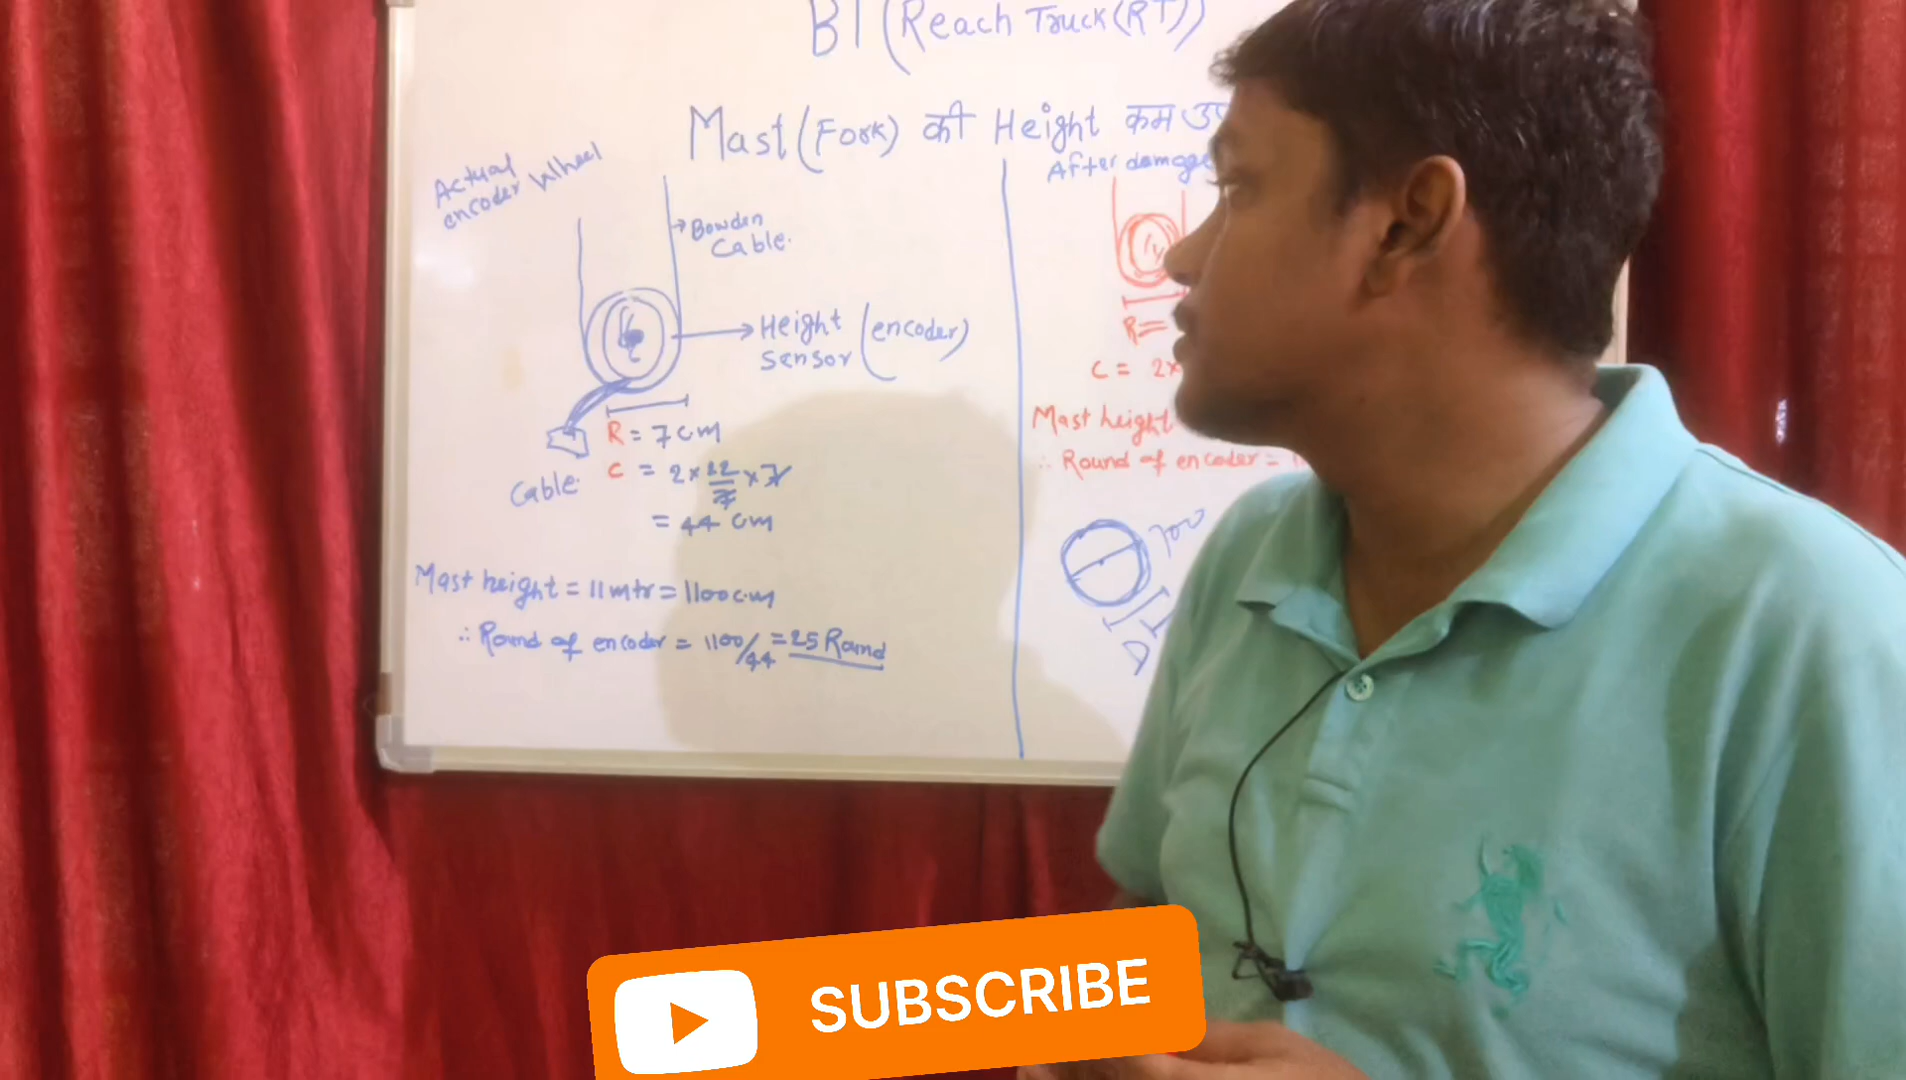 BT (Reach Truck (RT))
Mast (Fork) की Height कम
Actual
encoder Wheel
Bowden
Cable.
Height (encoder)
Sensor
R = 7 cm
C = 2 × 22/7 × 7
= 44 cm
Cable
Mast height = 11 mtr = 1100 cm
∴ Round of encoder = 1100/44 = 25 Round
After damage
R =
C = 2×
Mast height
∴ Round of encoder =
D
SUBSCRIBE